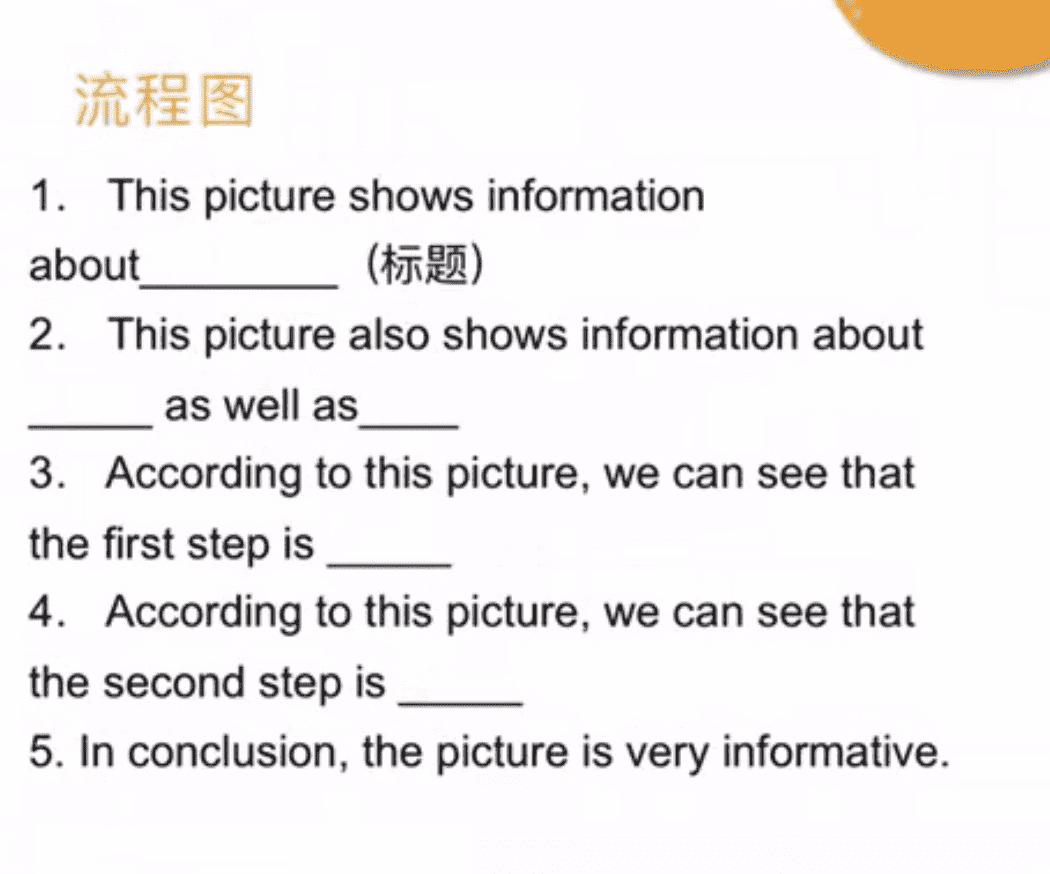 流程图
1. This picture shows information
about________ (标题)
2. This picture also shows information about
_____ as well as____
3. According to this picture, we can see that
the first step is _____
4. According to this picture, we can see that
the second step is _____
5. In conclusion, the picture is very informative.